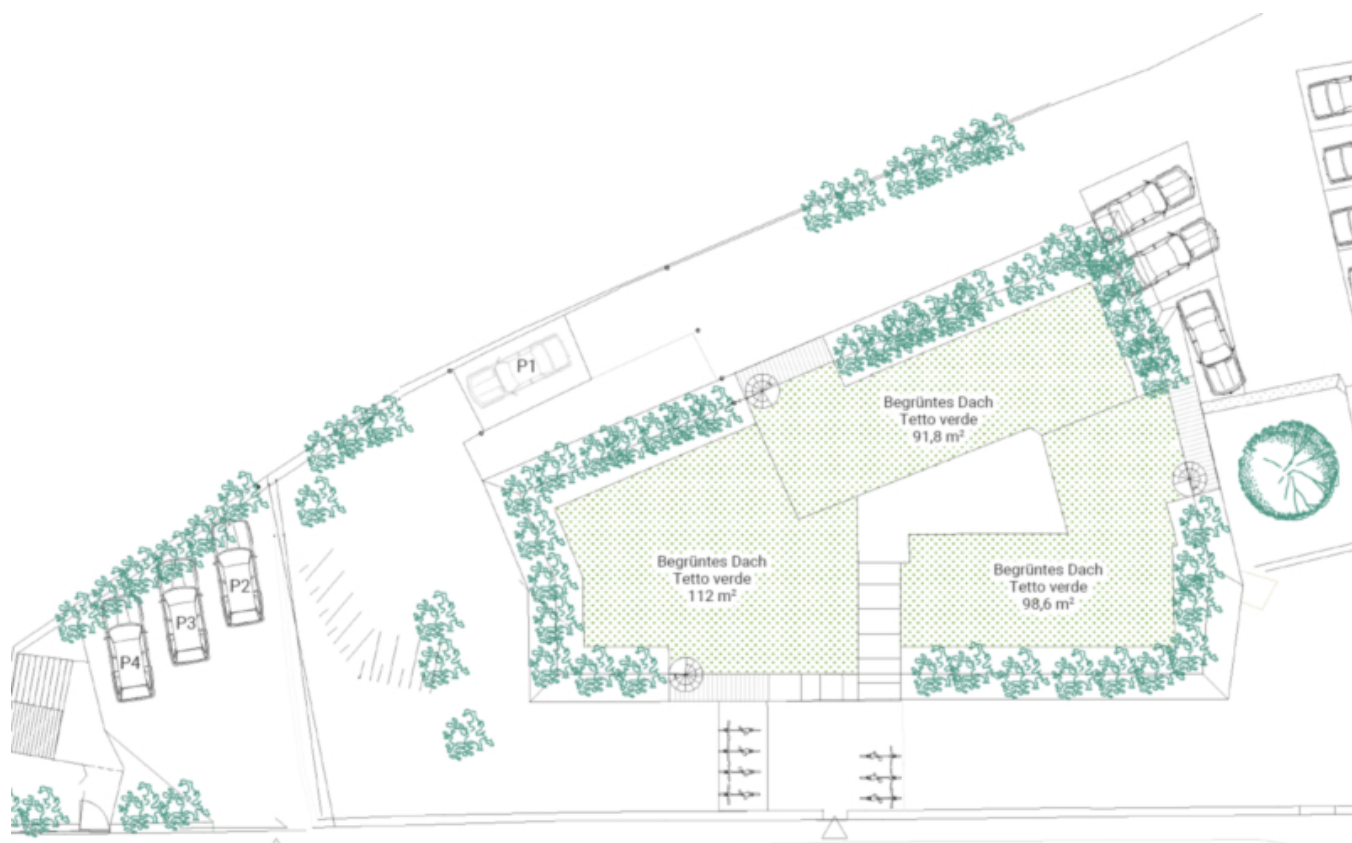 P1
Begrüntes Dach
Tetto verde
91,8 m²
P2
P3
P4
Begrüntes Dach
Tetto verde
112 m²
Begrüntes Dach
Tetto verde
98,6 m²